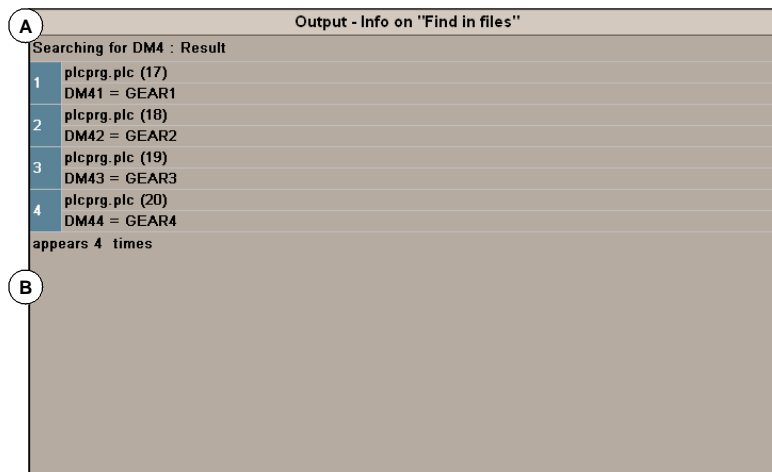 A
Output - Info on "Find in files"
Searching for DM4 : Result
1
plcprg.plc (17)
DM41 = GEAR1
2
plcprg.plc (18)
DM42 = GEAR2
3
plcprg.plc (19)
DM43 = GEAR3
4
plcprg.plc (20)
DM44 = GEAR4
appears 4 times
B